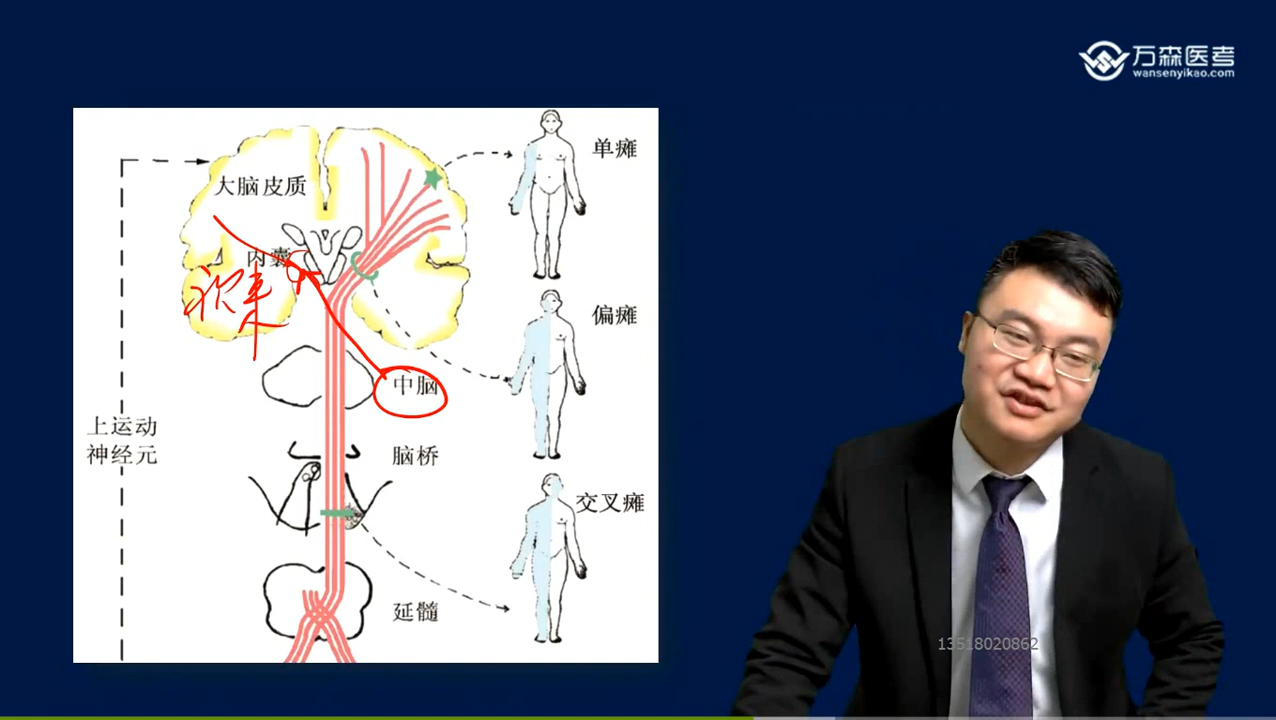 万森医考
wansenyikao.com
单瘫
大脑皮质
内囊
偏瘫
中脑
上运动
神经元
脑桥
交叉瘫
延髓
13518020862